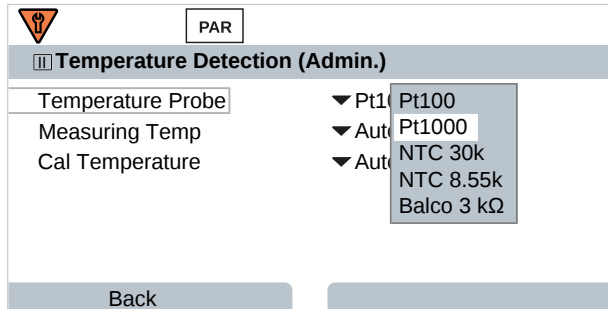 PAR
II Temperature Detection (Admin.)
Temperature Probe Pt10 Pt100
Measuring Temp Auto Pt1000
Cal Temperature Auto NTC 30k
NTC 8.55k
Balco 3 kΩ
Back